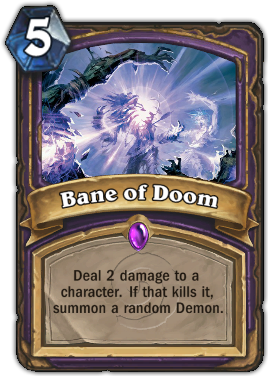 5
Bane of Doom
Deal 2 damage to a
character. If that kills it,
summon a random Demon.